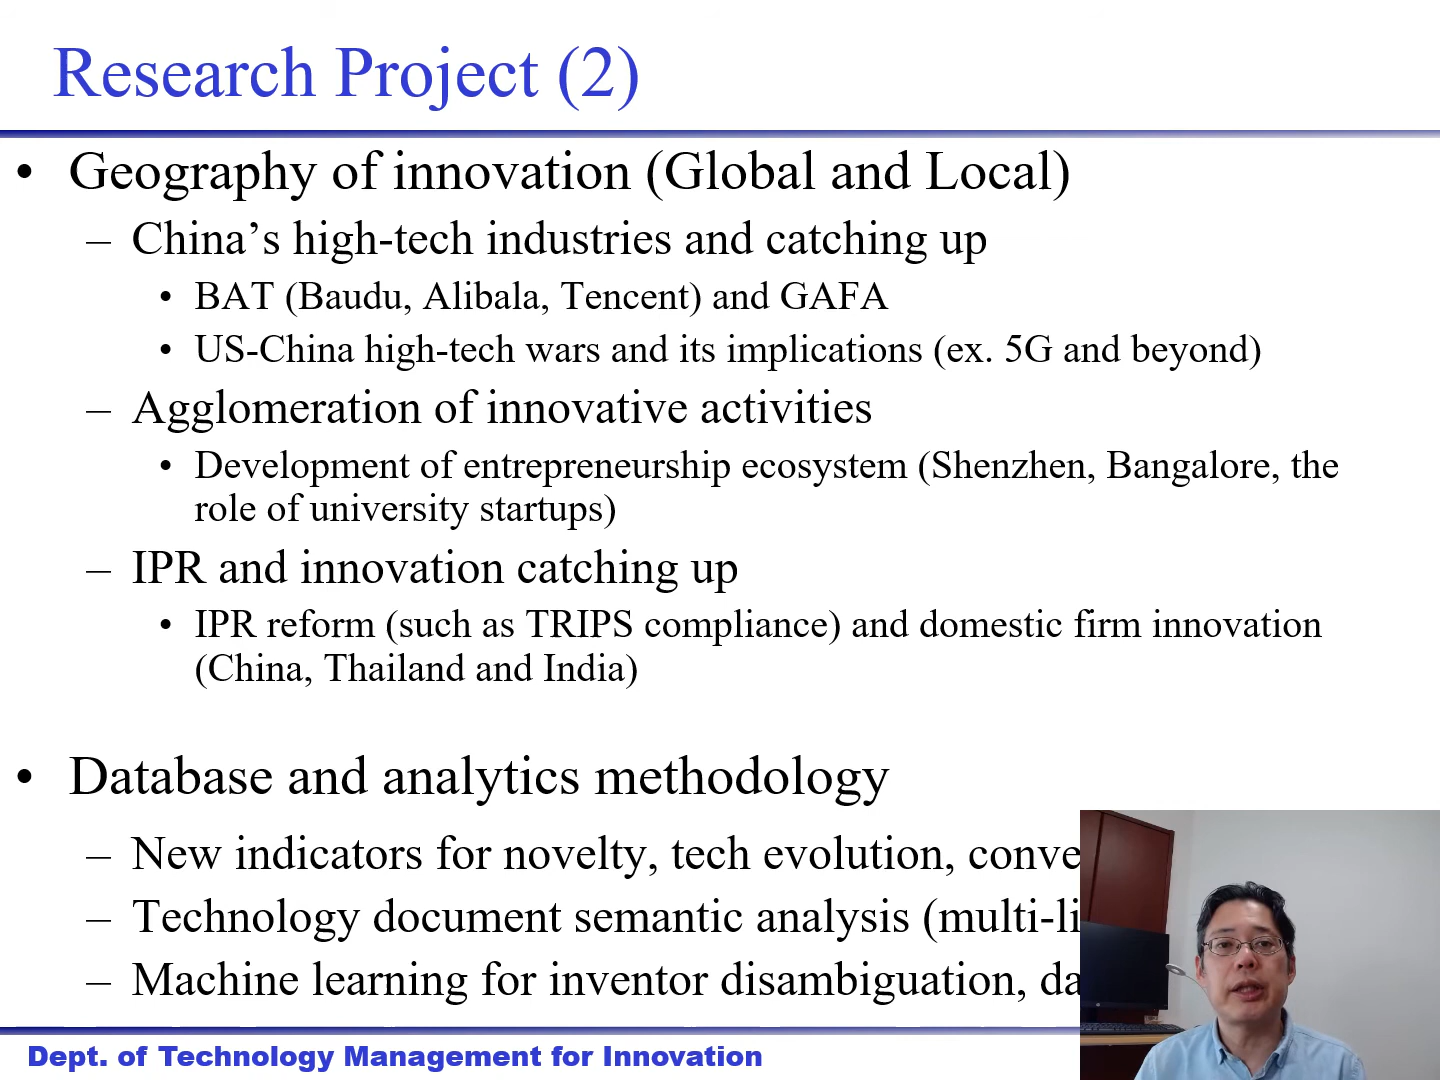 Research Project (2)
• Geography of innovation (Global and Local)
– China’s high-tech industries and catching up
• BAT (Baudu, Alibala, Tencent) and GAFA
• US-China high-tech wars and its implications (ex. 5G and beyond)
– Agglomeration of innovative activities
• Development of entrepreneurship ecosystem (Shenzhen, Bangalore, the
role of university startups)
– IPR and innovation catching up
• IPR reform (such as TRIPS compliance) and domestic firm innovation
(China, Thailand and India)
• Database and analytics methodology
– New indicators for novelty, tech evolution, conve
– Technology document semantic analysis (multi-li
– Machine learning for inventor disambiguation, da
Dept. of Technology Management for Innovation